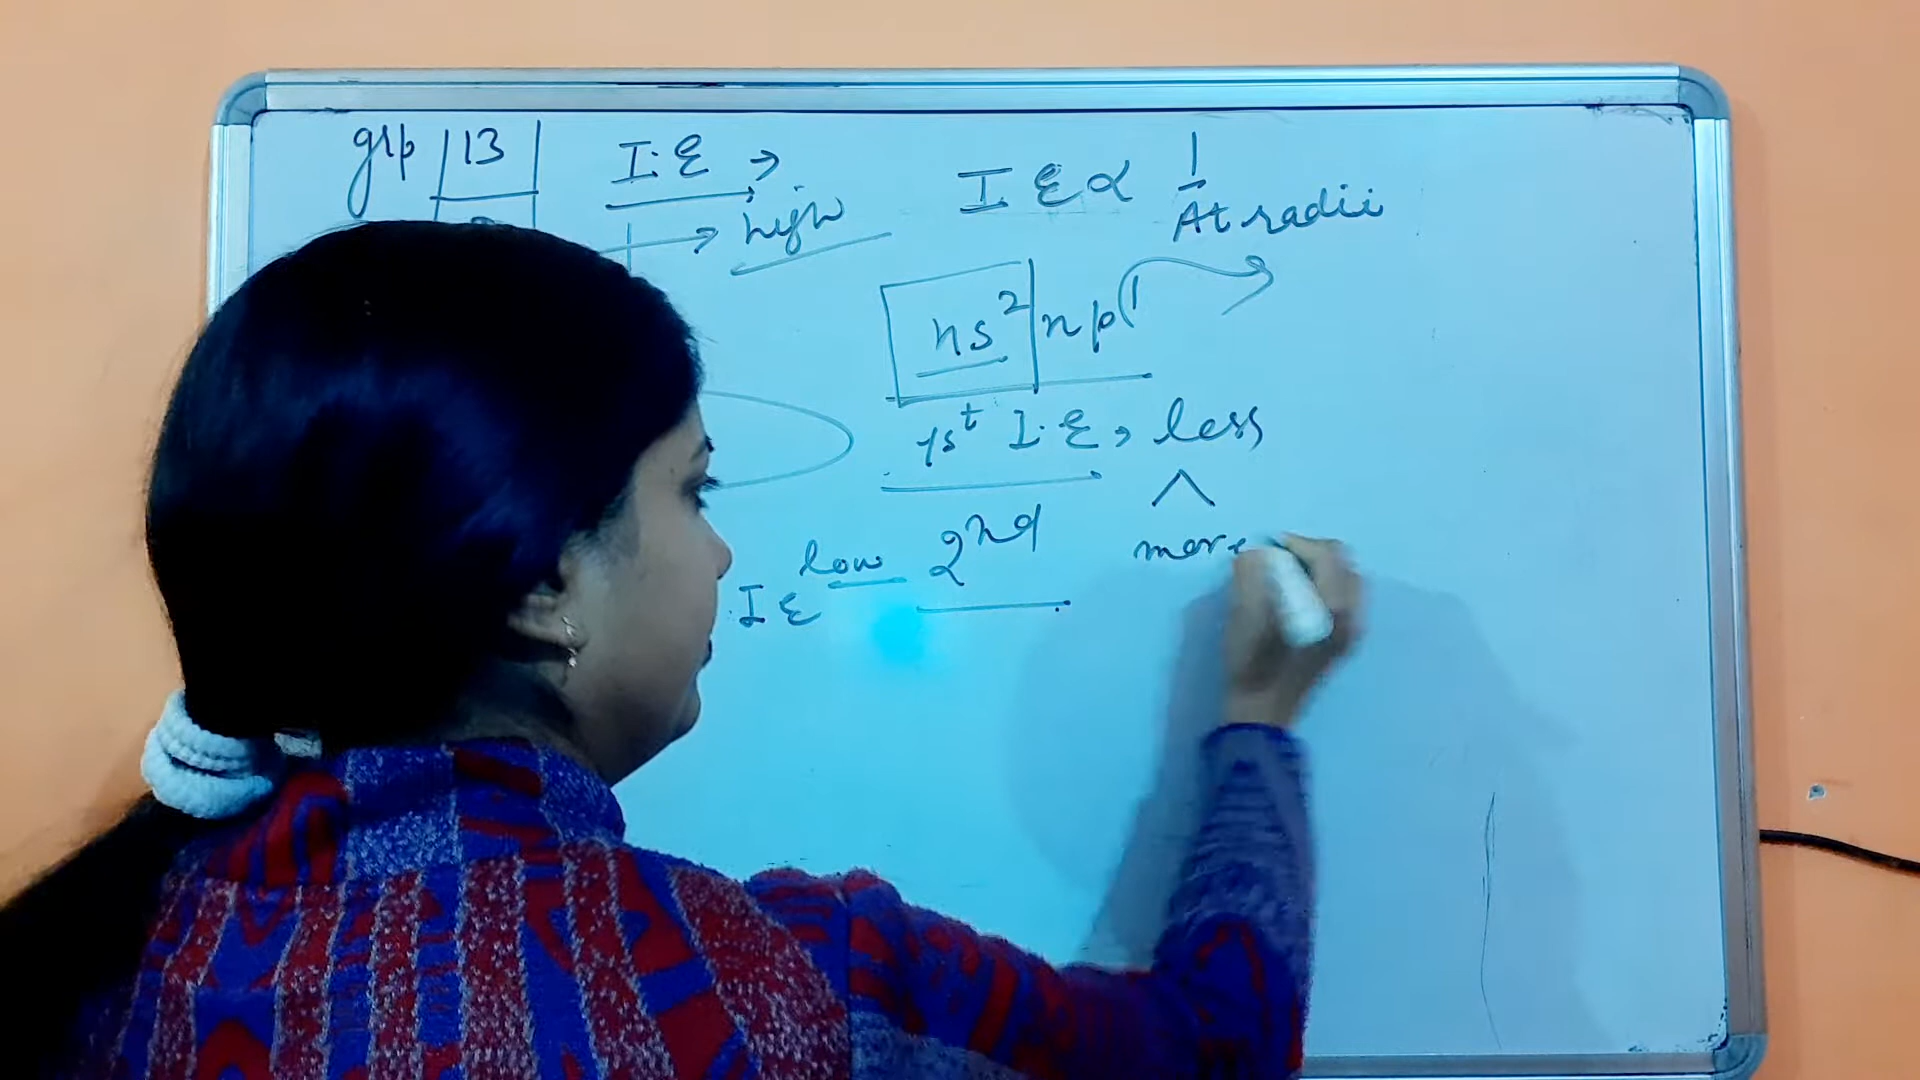 grp 13
I.E →
→ high
I E ∝ 1
At radii
ns² np¹ →
1st I.E, less
^
2nd more
I E low